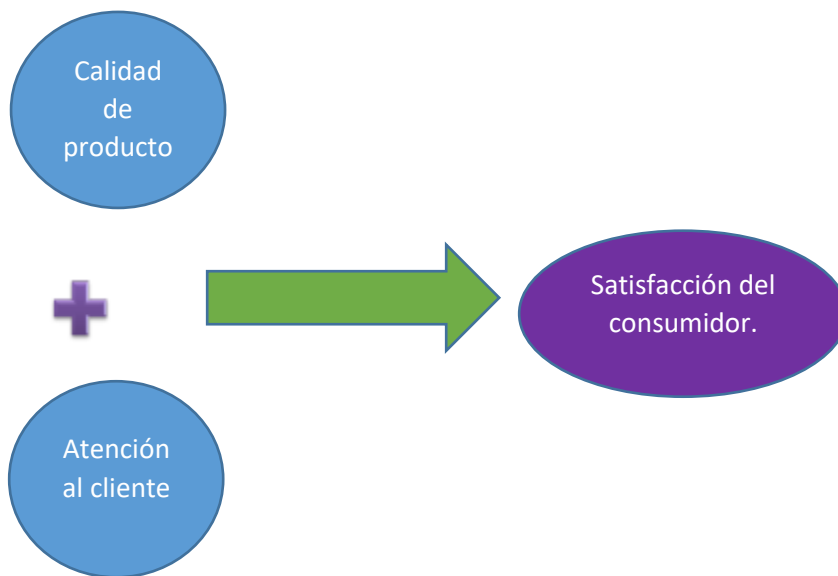 Calidad
de
producto
Satisfacción del
consumidor.
Atención
al cliente